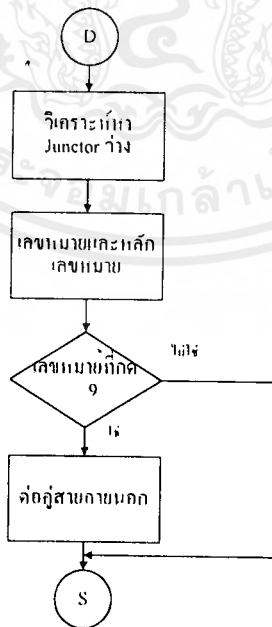 D
วิเคราะห์หา
Junctor ว่าง
เลขหมายและหลัก
เลขหมาย
เลขหมายที่กด
9
ไม่ใช่
ใช่
ต่อคู่สายภายนอก
S